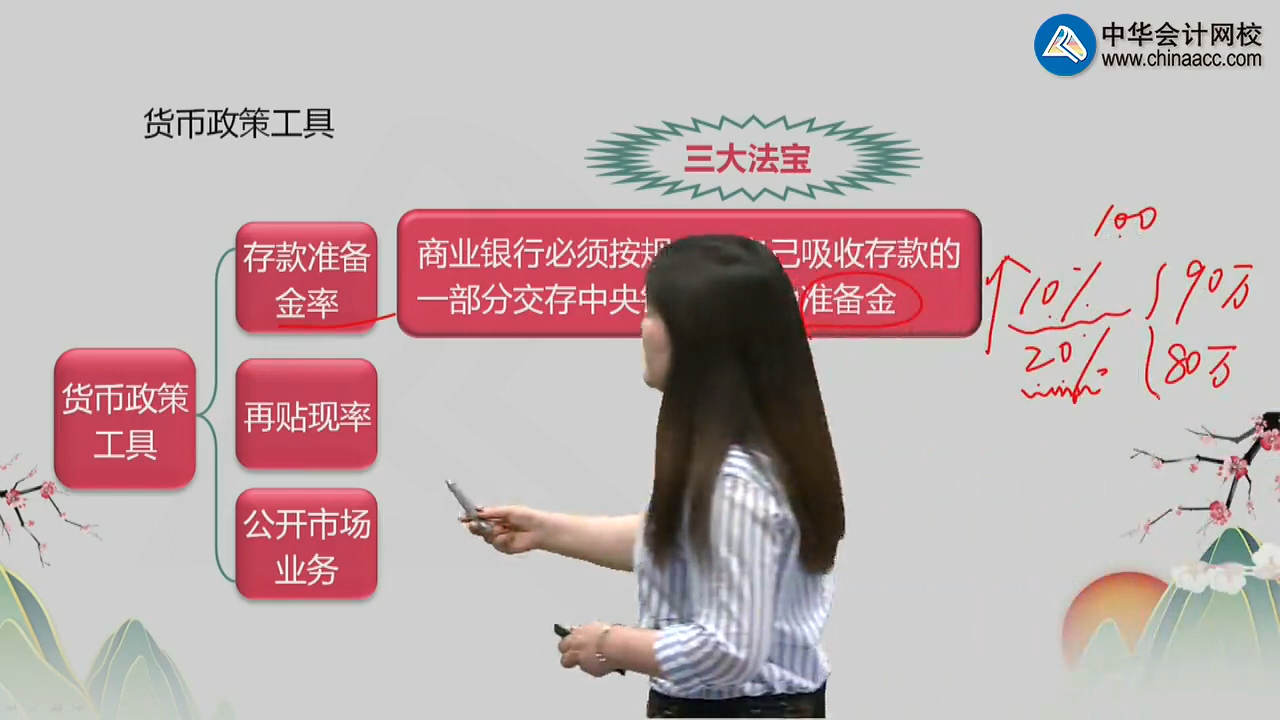 中华会计网校
www.chinaacc.com
货币政策工具
三大法宝
存款准备
金率
商业银行必须按规 己吸收存款的
一部分交存中央 准备金
100
10% 90万
20% 80万
货币政策
工具
再贴现率
公开市场
业务